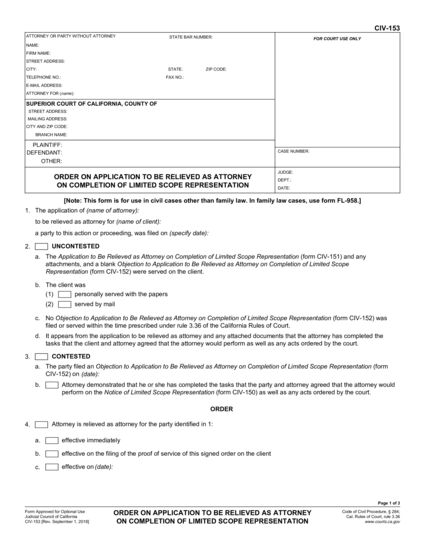 CIV-153
ATTORNEY OR PARTY WITHOUT ATTORNEY STATE BAR NUMBER:
FOR COURT USE ONLY
NAME:
FIRM NAME:
STREET ADDRESS:
CITY: STATE: ZIP CODE:
TELEPHONE NO.: FAX NO.:
E-MAIL ADDRESS:
ATTORNEY FOR (name):
SUPERIOR COURT OF CALIFORNIA, COUNTY OF
STREET ADDRESS:
MAILING ADDRESS:
CITY AND ZIP CODE:
BRANCH NAME:
PLAINTIFF:
DEFENDANT:
OTHER:
CASE NUMBER:
ORDER ON APPLICATION TO BE RELIEVED AS ATTORNEY
ON COMPLETION OF LIMITED SCOPE REPRESENTATION
JUDGE:
DEPT.:
DATE:
[Note: This form is for use in civil cases other than family law. In family law cases, use form FL-958.]
1. The application of (name of attorney):
to be relieved as attorney for (name of client):
a party to this action or proceeding, was filed on (specify date):
2. UNCONTESTED
a. The Application to Be Relieved as Attorney on Completion of Limited Scope Representation (form CIV-151) and any
attachments, and a blank Objection to Application to Be Relieved as Attorney on Completion of Limited Scope
Representation (form CIV-152) were served on the client.
b. The client was
(1) personally served with the papers
(2) served by mail
c. No Objection to Application to Be Relieved as Attorney on Completion of Limited Scope Representation (form CIV-152) was
filed or served within the time prescribed under rule 3.36 of the California Rules of Court.
d. It appears from the application to be relieved as attorney and any attached documents that the attorney has completed the
tasks that the client and attorney agreed that the attorney would perform as well as any acts ordered by the court.
3. CONTESTED
a. The party filed an Objection to Application to Be Relieved as Attorney on Completion of Limited Scope Representation (form
CIV-152) on (date):
b. Attorney demonstrated that he or she has completed the tasks that the party and attorney agreed that the attorney would
perform on the Notice of Limited Scope Representation (form CIV-150) as well as any acts ordered by the court.
ORDER
4. Attorney is relieved as attorney for the party identified in 1:
a. effective immediately
b. effective on the filing of the proof of service of this signed order on the client
c. effective on (date):
Page 1 of 3
Form Approved for Optional Use
Judicial Council of California
CIV-153 [Rev. September 1, 2018]
ORDER ON APPLICATION TO BE RELIEVED AS ATTORNEY
ON COMPLETION OF LIMITED SCOPE REPRESENTATION
Code of Civil Procedure, § 284;
Cal. Rules of Court, rule 3.36
www.courts.ca.gov